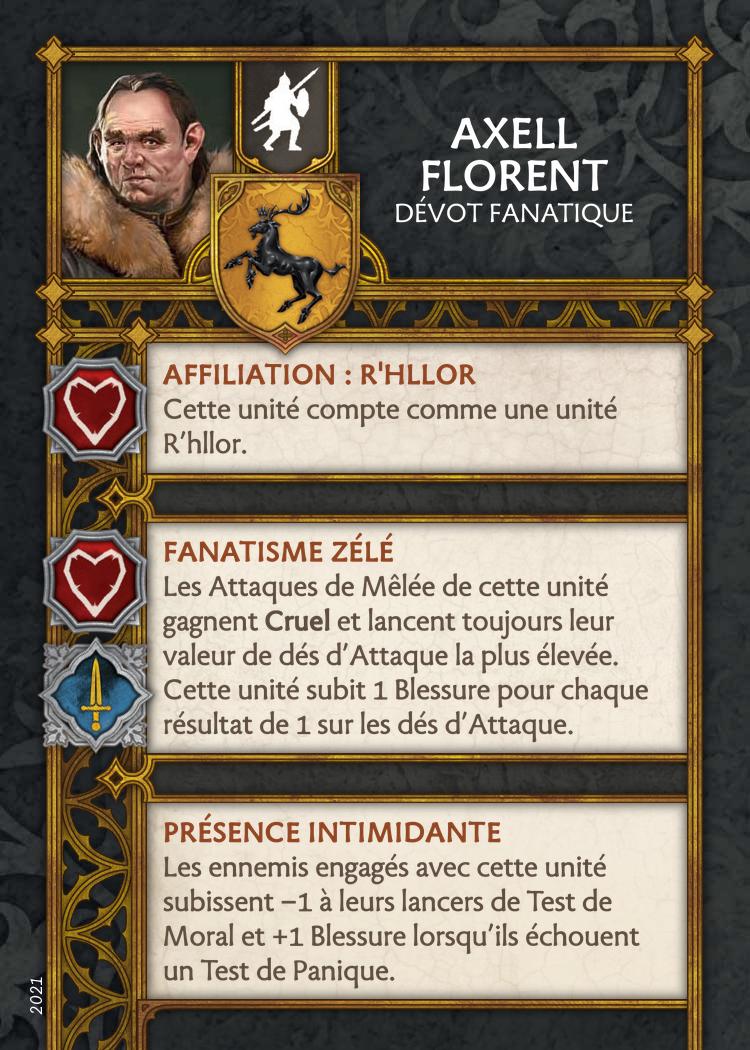 AXELL
FLORENT
DÉVOT FANATIQUE
AFFILIATION : R'HLLOR
Cette unité compte comme une unité
R’hllor.
FANATISME ZÉLÉ
Les Attaques de Mêlée de cette unité
gagnent Cruel et lancent toujours leur
valeur de dés d’Attaque la plus élevée.
Cette unité subit 1 Blessure pour chaque
résultat de 1 sur les dés d’Attaque.
PRÉSENCE INTIMIDANTE
Les ennemis engagés avec cette unité
subissent –1 à leurs lancers de Test de
Moral et +1 Blessure lorsqu’ils échouent
un Test de Panique.
2021